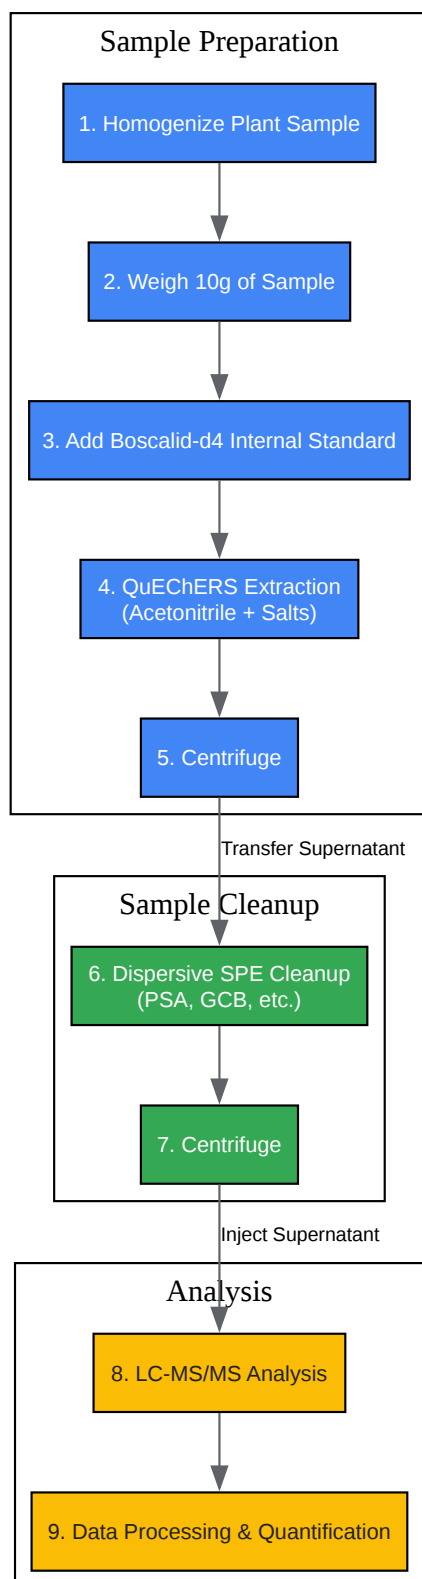 Sample Preparation
1. Homogenize Plant Sample
2. Weigh 10g of Sample
3. Add Boscalid-d4 Internal Standard
4. QuEChERS Extraction
(Acetonitrile + Salts)
5. Centrifuge
Transfer Supernatant
Sample Cleanup
6. Dispersive SPE Cleanup
(PSA, GCB, etc.)
7. Centrifuge
Inject Supernatant
Analysis
8. LC-MS/MS Analysis
9. Data Processing & Quantification